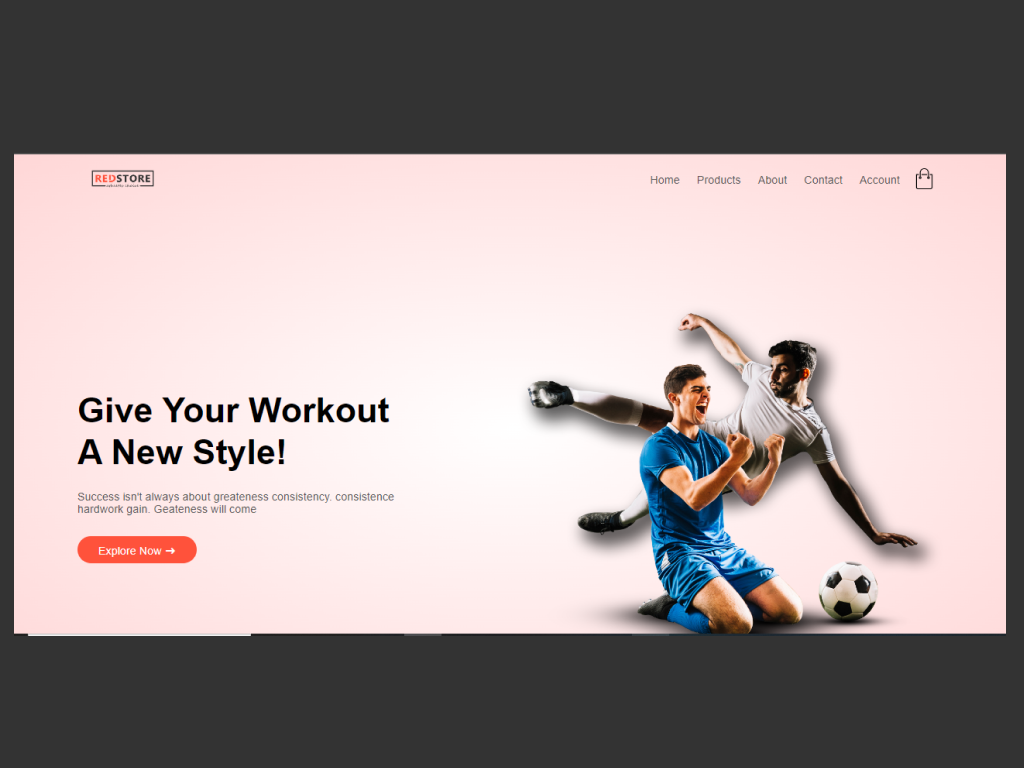 REDSTORE
Home Products About Contact Account
Give Your Workout
A New Style!
Success isn't always about greateness consistency. consistence
hardwork gain. Geateness will come
Explore Now →